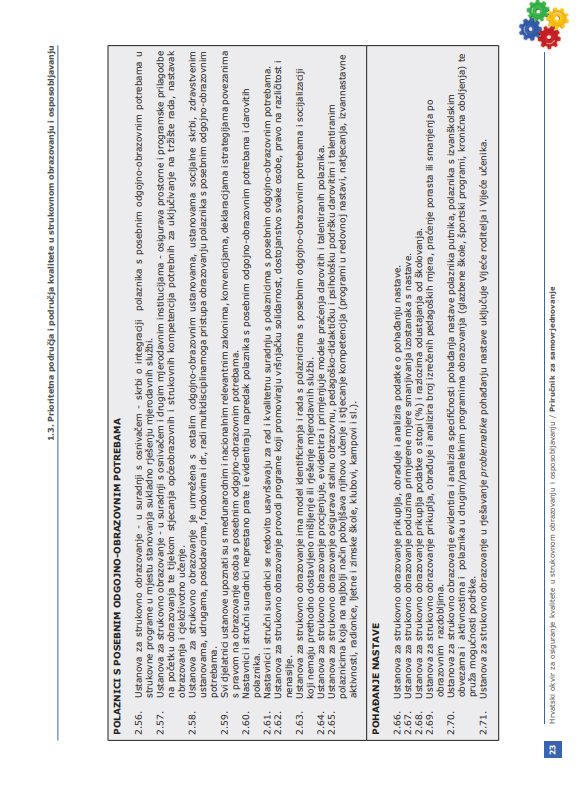 1.3. Prioritetna područja i područja kvalitete u strukovnom obrazovanju i osposobljavanju
POLAZNICI S POSEBNIM ODGOJNO-OBRAZOVNIM POTREBAMA
2.56. Ustanova za strukovno obrazovanje - u suradnji s osnivačem - skrbi o integraciji polaznika s posebnim odgojno-obrazovnim potrebama u
strukovne programe u mjestu stanovanja sukladno rješenju mjerodavnih službi.
2.57. Ustanova za strukovno obrazovanje - u suradnji s osnivačem i drugim mjerodavnim institucijama - osigurava prostorne i programske prilagodbe
na početku obrazovanja te tijekom stjecanja općeobrazovnih i strukovnih kompetencija potrebnih za uključivanje na tržište rada, nastavak
obrazovanja i cjeloživotno učenje.
2.58. Ustanova za strukovno obrazovanje je umrežena s ostalim odgojno-obrazovnim ustanovama, ustanovama socijalne skrbi, zdravstvenim
ustanovama, udrugama, poslodavcima, fondovima i dr., radi multidisciplinarnoga pristupa obrazovanju polaznika s posebnim odgojno-obrazovnim
potrebama.
2.59. Svi djelatnici ustanove upoznati su s međunarodnim i nacionalnim relevantnim zakonima, konvencijama, deklaracijama i strategijama povezanima
s pravom na obrazovanje osoba s posebnim odgojno-obrazovnim potrebama.
2.60. Nastavnici i stručni suradnici neprestano prate i evidentiraju napredak polaznika s posebnim odgojno-obrazovnim potrebama i darovitih
polaznika.
2.61. Nastavnici i stručni suradnici se redovito usavršavaju za rad i kvalitetnu suradnju s polaznicima s posebnim odgojno-obrazovnim potrebama.
2.62. Ustanova za strukovno obrazovanje provodi programe koji promoviraju vršnjačku solidarnost, dostojanstvo svake osobe, pravo na različitost i
nenasilje.
2.63. Ustanova za strukovno obrazovanje ima model identificiranja i rada s polaznicima s posebnim odgojno-obrazovnim potrebama i socijalizaciji
koji nemaju prethodno dostavljeno mišljenje ili rješenje mjerodavnih službi.
2.64. Ustanova za strukovno obrazovanje procjenjuje, evidentira i primjenjuje modele praćenja darovitih i talentiranih polaznika.
2.65. Ustanova za strukovno obrazovanje osigurava stalnu obrazovnu, pedagoško-didaktičku i psihološku podršku darovitim i talentiranim
polaznicima koja na najbolji način poboljšava njihovo učenje i stjecanje kompetencija (programi u redovnoj nastavi, natjecanja, izvannastavne
aktivnosti, radionice, ljetne i zimske škole, klubovi, kampovi i sl.).
POHAĐANJE NASTAVE
2.66. Ustanova za strukovno obrazovanje prikuplja, obrađuje i analizira podatke o pohađanju nastave.
2.67. Ustanova za strukovno obrazovanje poduzima primjerene mjere smanjivanja izostanaka s nastave.
2.68. Ustanova za strukovno obrazovanje prikuplja podatke o stopi (%) i razlozima odustajanja od školovanja.
2.69. Ustanova za strukovno obrazovanje prikuplja, obrađuje i analizira broj izrečenih pedagoških mjera, praćenje porasta ili smanjenja po
obrazovnim razdobljima.
2.70. Ustanova za strukovno obrazovanje evidentira i analizira specifičnosti pohađanja nastave polaznika putnika, polaznika s izvanškolskim
obvezama i aktivnostima i polaznika u drugim/paralelnim programima obrazovanja (glazbene škole, športski programi, kronična oboljenja) te
pruža mogućnosti podrške.
2.71. Ustanova za strukovno obrazovanje u rješavanje problematike pohađanju nastave uključuje Vijeće roditelja i Vijeće učenika.
23 Hrvatski okvir za osiguranje kvalitete u strukovnom obrazovanju i osposobljavanju / Priručnik za samovrjednovanje